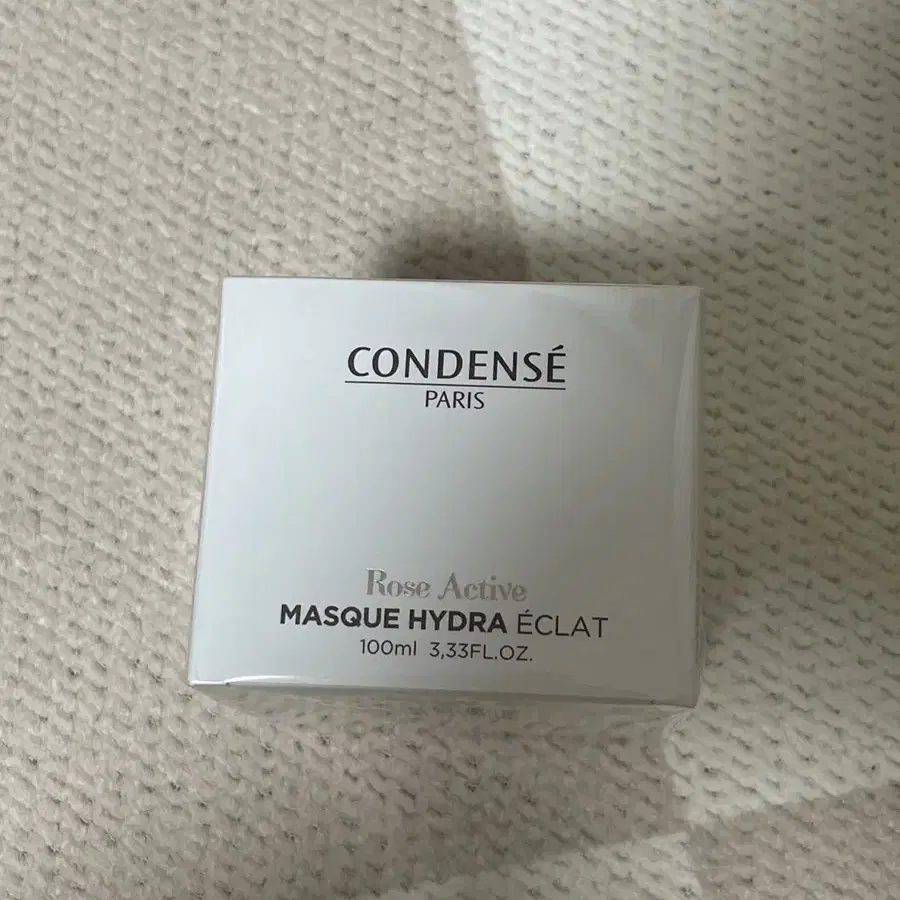 CONDENSÉ
PARIS
Rose Active
MASQUE HYDRA ÉCLAT
100ml 3,33FL.OZ.